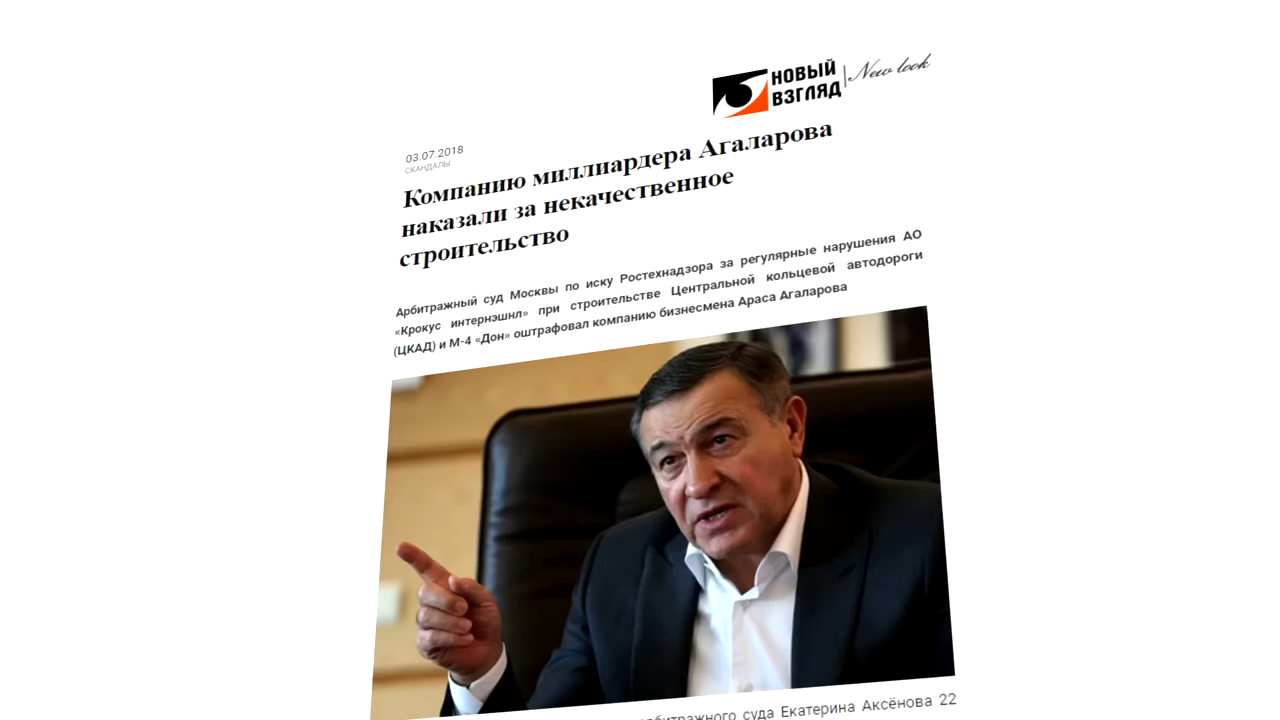 НОВЫЙ
ВЗГЛЯД
New look
03.07.2018
СКАНДАЛЫ
Компанию миллиардера Агаларова
наказали за некачественное
строительство
Арбитражный суд Москвы по иску Ростехнадзора за регулярные нарушения АО
«Крокус интернэшнл» при строительстве Центральной кольцевой автодороги
(ЦКАД) и М-4 «Дон» оштрафовал компанию бизнесмена Араса Агаларова
суда Екатерина Аксёнова 22